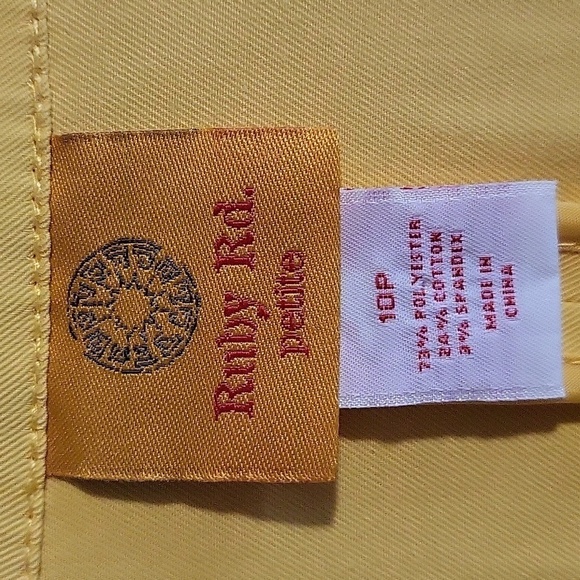 Ruby Rd.
petite
10P
73% POLYESTER
24% COTTON
3% SPANDEX
MADE IN
CHINA